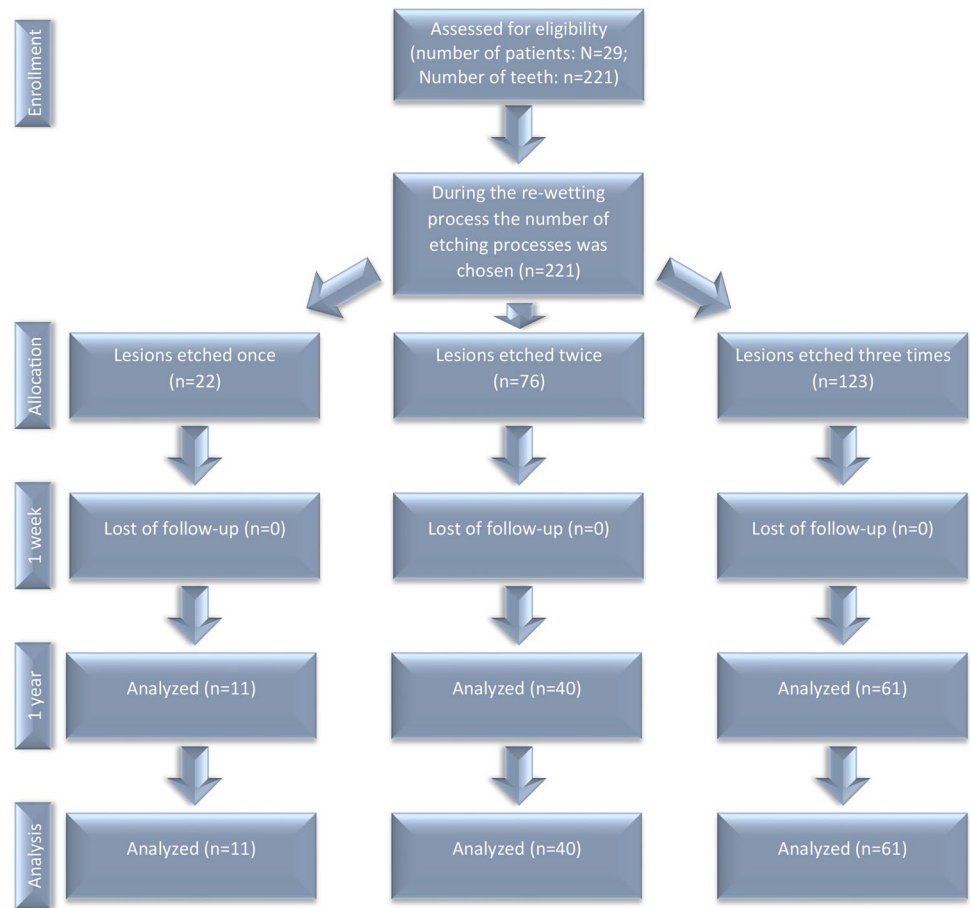 Enrollment
Assessed for eligibility
(number of patients: N=29;
Number of teeth: n=221)
During the re-wetting
process the number of
etching processes was
chosen (n=221)
Allocation
Lesions etched once
(n=22)
Lesions etched twice
(n=76)
Lesions etched three times
(n=123)
1 week
Lost of follow-up (n=0)
Lost of follow-up (n=0)
Lost of follow-up (n=0)
1 year
Analyzed (n=11)
Analyzed (n=40)
Analyzed (n=61)
Analysis
Analyzed (n=11)
Analyzed (n=40)
Analyzed (n=61)